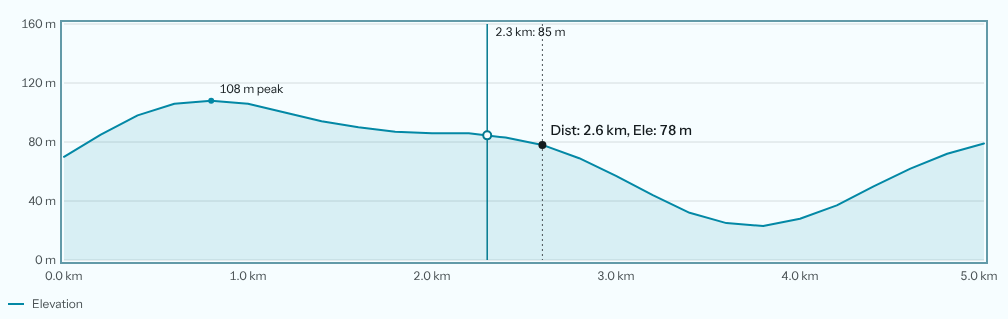 160 m
2.3 km: 85 m
120 m
108 m peak
Dist: 2.6 km, Ele: 78 m
80 m
40 m
0 m
0.0 km 1.0 km 2.0 km 3.0 km 4.0 km 5.0 km
Elevation